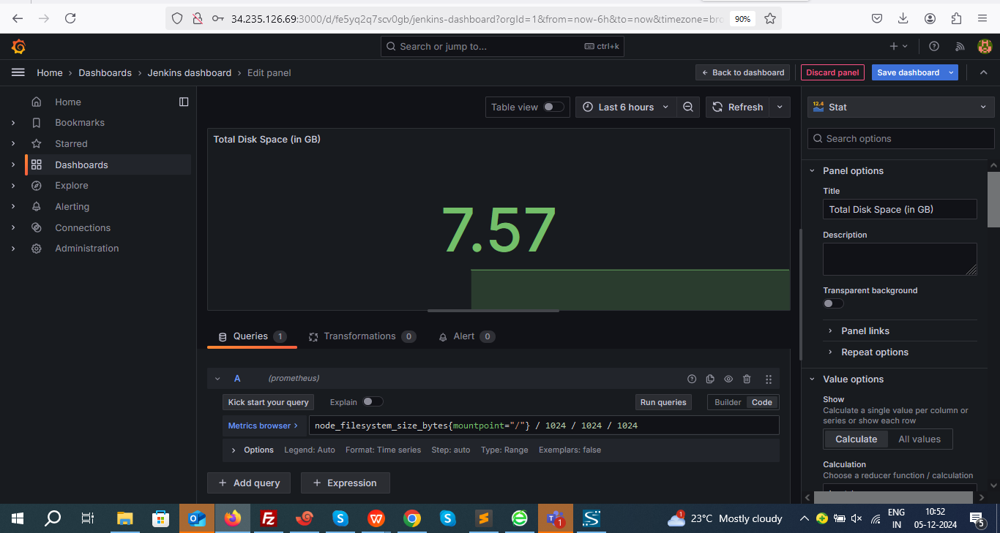 34.235.126.69:3000/d/fe5yq2q7scv0gb/jenkins-dashboard?orgId=1&from=now-6h&to=now&timezone=bro
90%
Search or jump to...
ctrl+k
Home › Dashboards › Jenkins dashboard › Edit panel
Back to dashboard
Discard panel
Save dashboard
Home
Bookmarks
Starred
Dashboards
Explore
Alerting
Connections
Administration
Table view
Last 6 hours
Refresh
Total Disk Space (in GB)
7.57
Queries 1
Transformations 0
Alert 0
A (prometheus)
Kick start your query
Explain
Run queries
Builder
Code
Metrics browser ›
node_filesystem_size_bytes{mountpoint="/"} / 1024 / 1024 / 1024
Options Legend: Auto Format: Time series Step: auto Type: Range Exemplars: false
+ Add query
+ Expression
12.4
Stat
Search options
Panel options
Title
Total Disk Space (in GB)
Description
Transparent background
Panel links
Repeat options
Value options
Show
Calculate a single value per column or
series or show each row
Calculate
All values
Calculation
Choose a reducer function / calculation
1
1
23°C Mostly cloudy
ENG
IN
10:52
05-12-2024
5